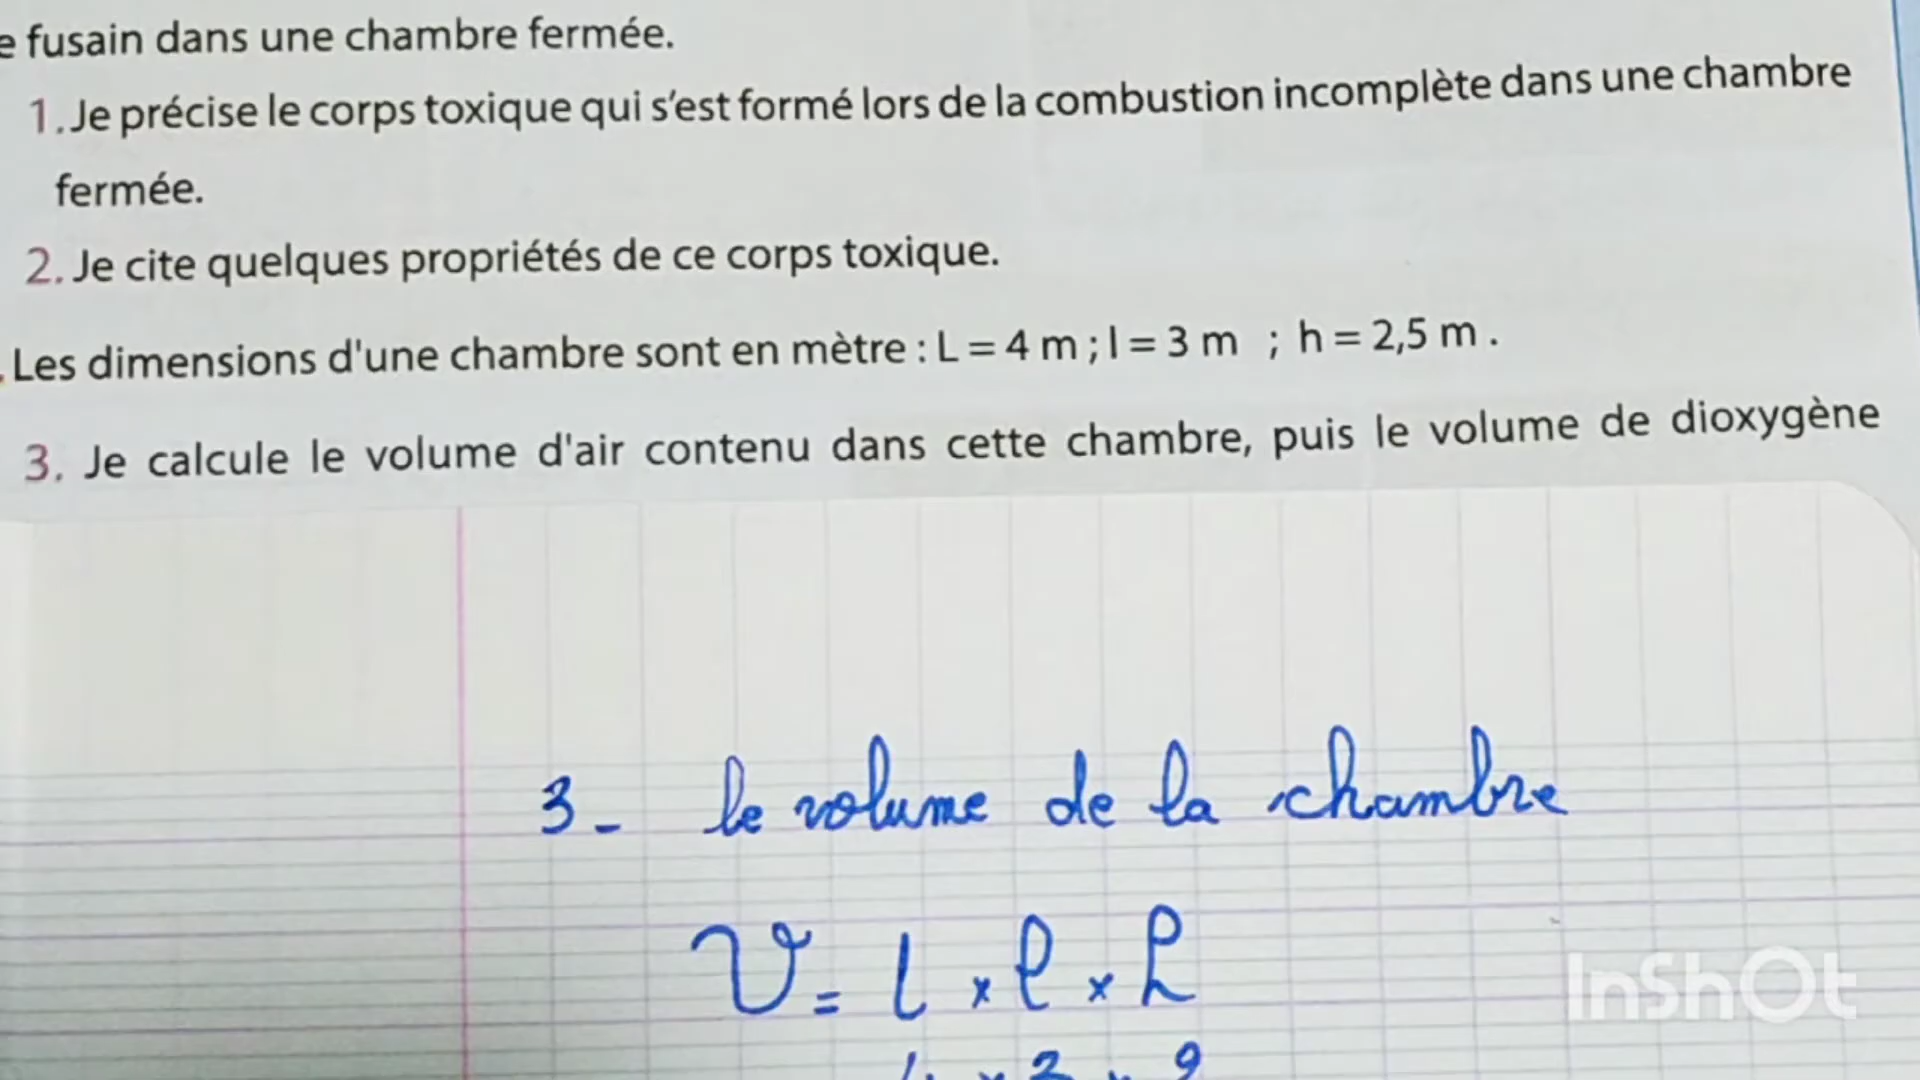 e fusain dans une chambre fermée.
1. Je précise le corps toxique qui s'est formé lors de la combustion incomplète dans une chambre
fermée.
2. Je cite quelques propriétés de ce corps toxique.
. Les dimensions d'une chambre sont en mètre : L = 4 m ; l = 3 m ; h = 2,5 m .
3. Je calcule le volume d'air contenu dans cette chambre, puis le volume de dioxygène
3- le volume de la chambre
V = L × l × h
InShOt